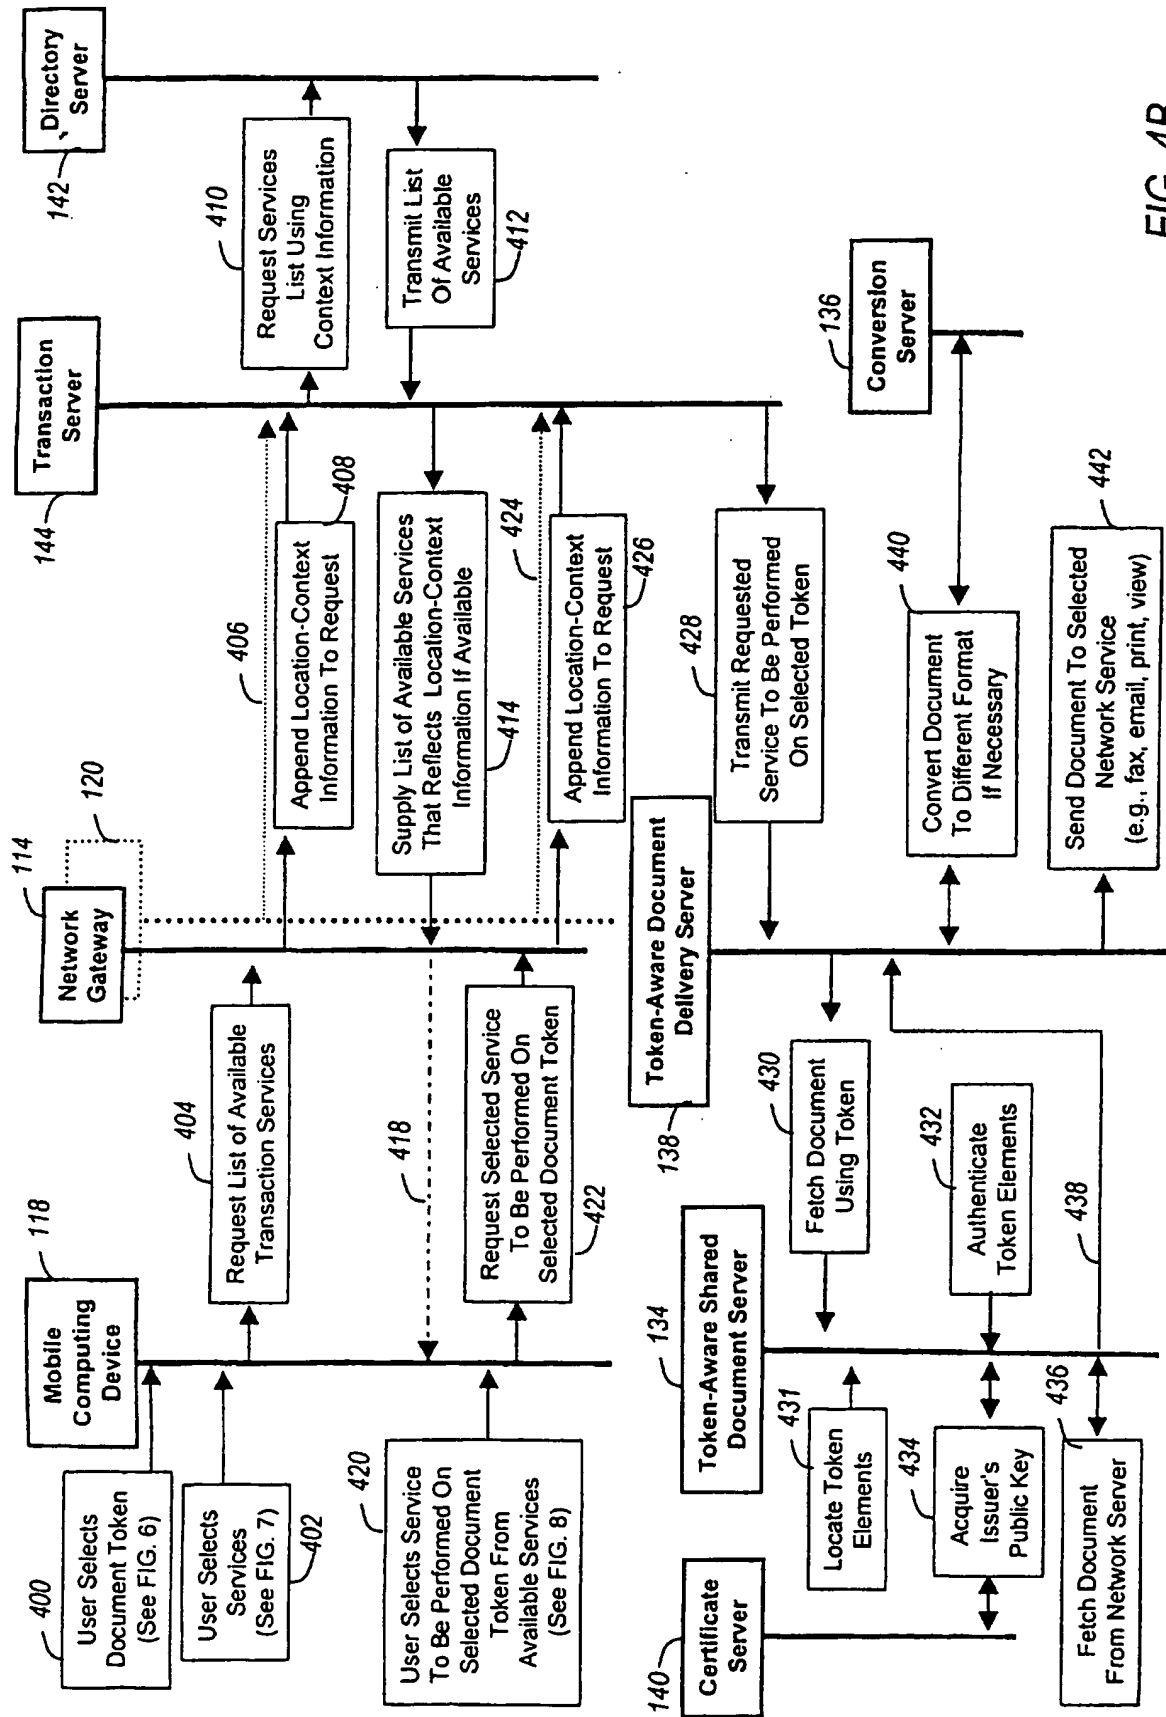 118
Mobile
Computing
Device
114
Network
Gateway
120
144
Transaction
Server
142
Directory
Server
400
User Selects
Document Token
(See FIG. 6)
User Selects
Services
(See FIG. 7)
402
404
Request List of Available
Transaction Services
406
Append Location-Context
Information To Request
408
410
Request Services
List Using
Context Information
Transmit List
Of Available
Services
412
Supply List of Available Services
That Reflects Location-Context
Information If Available
414
418
420
User Selects Service
To Be Performed On
Selected Document
Token From
Available Services
(See FIG. 8)
Request Selected Service
To Be Performed On
Selected Document Token
422
424
Append Location-Context
Information To Request
426
428
Transmit Requested
Service To Be Performed
On Selected Token
140
Certificate
Server
134
Token-Aware Shared
Document Server
138
Token-Aware Document
Delivery Server
136
Conversion
Server
430
Fetch Document
Using Token
431
Locate Token
Elements
432
Authenticate
Token Elements
434
Acquire
Issuer's
Public Key
436
Fetch Document
From Network Server
438
440
Convert Document
To Different Format
If Necessary
442
Send Document To Selected
Network Service
(e.g., fax, email, print, view)
FIG. 4B